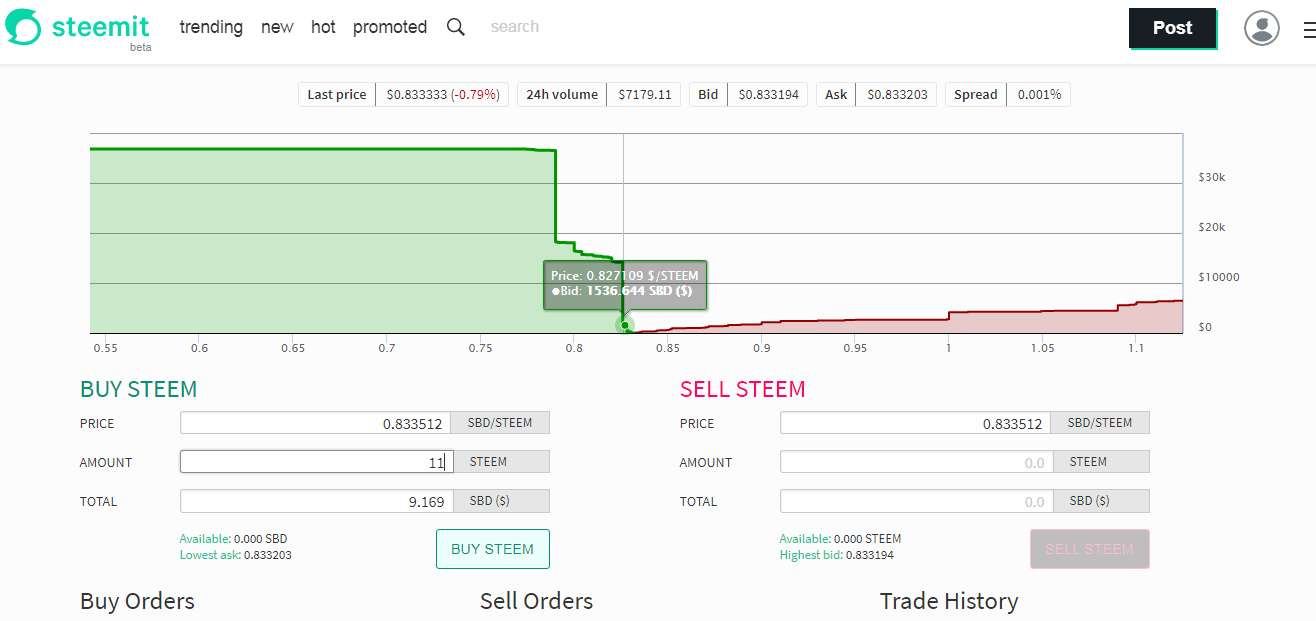 steemit
beta
trending new hot promoted search
Post
Last price $0.833333 (-0.79%) 24h volume $7179.11 Bid $0.833194 Ask $0.833203 Spread 0.001%
$30k
$20k
$10000
$0
Price: 0.827109 $/STEEM
●Bid: 1536.644 SBD ($)
0.55 0.6 0.65 0.7 0.75 0.8 0.85 0.9 0.95 1 1.05 1.1
BUY STEEM
PRICE 0.833512 SBD/STEEM
AMOUNT 11 STEEM
TOTAL 9.169 SBD ($)
Available: 0.000 SBD
Lowest ask: 0.833203
BUY STEEM
SELL STEEM
PRICE 0.833512 SBD/STEEM
AMOUNT 0.0 STEEM
TOTAL 0.0 SBD ($)
Available: 0.000 STEEM
Highest bid: 0.833194
SELL STEEM
Buy Orders Sell Orders Trade History